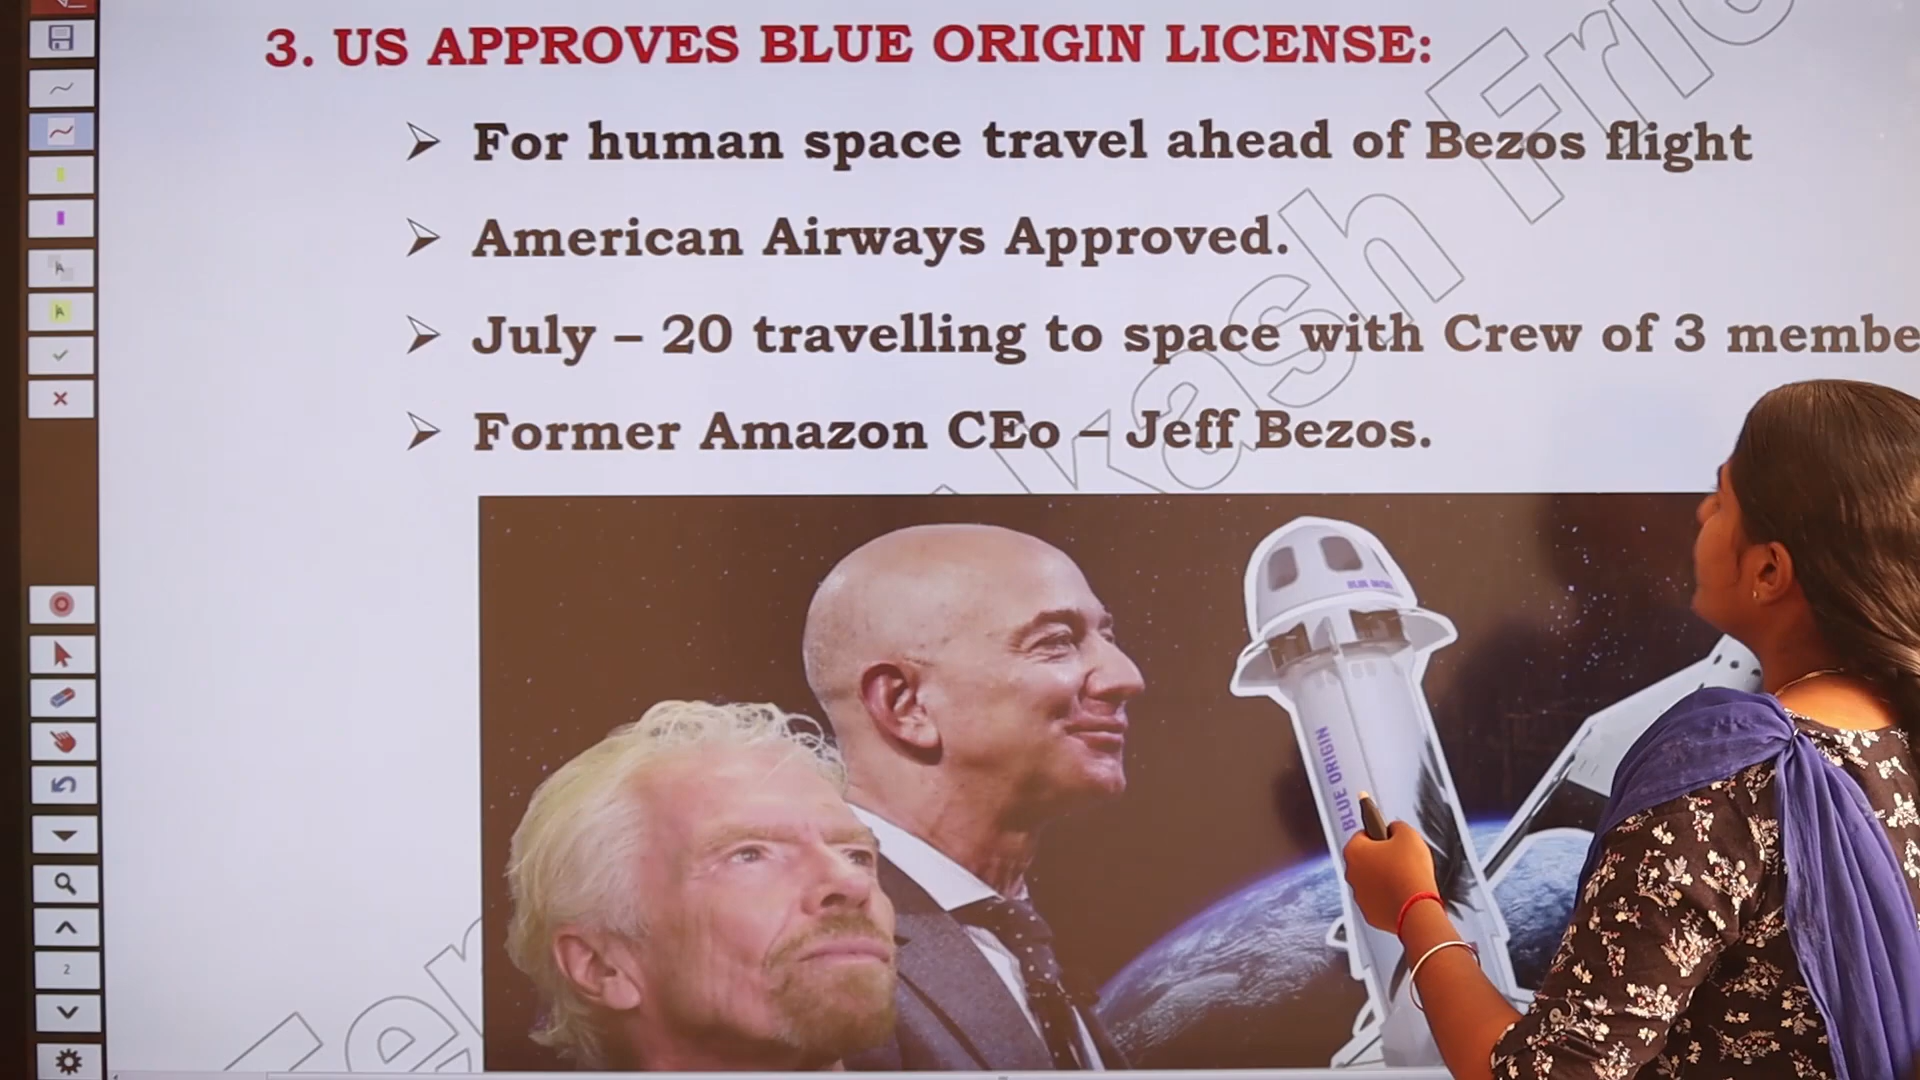 3. US APPROVES BLUE ORIGIN LICENSE:
For human space travel ahead of Bezos flight
American Airways Approved.
July – 20 travelling to space with Crew of 3 membe
Former Amazon CEo – Jeff Bezos.
BLUE ORIGIN
2